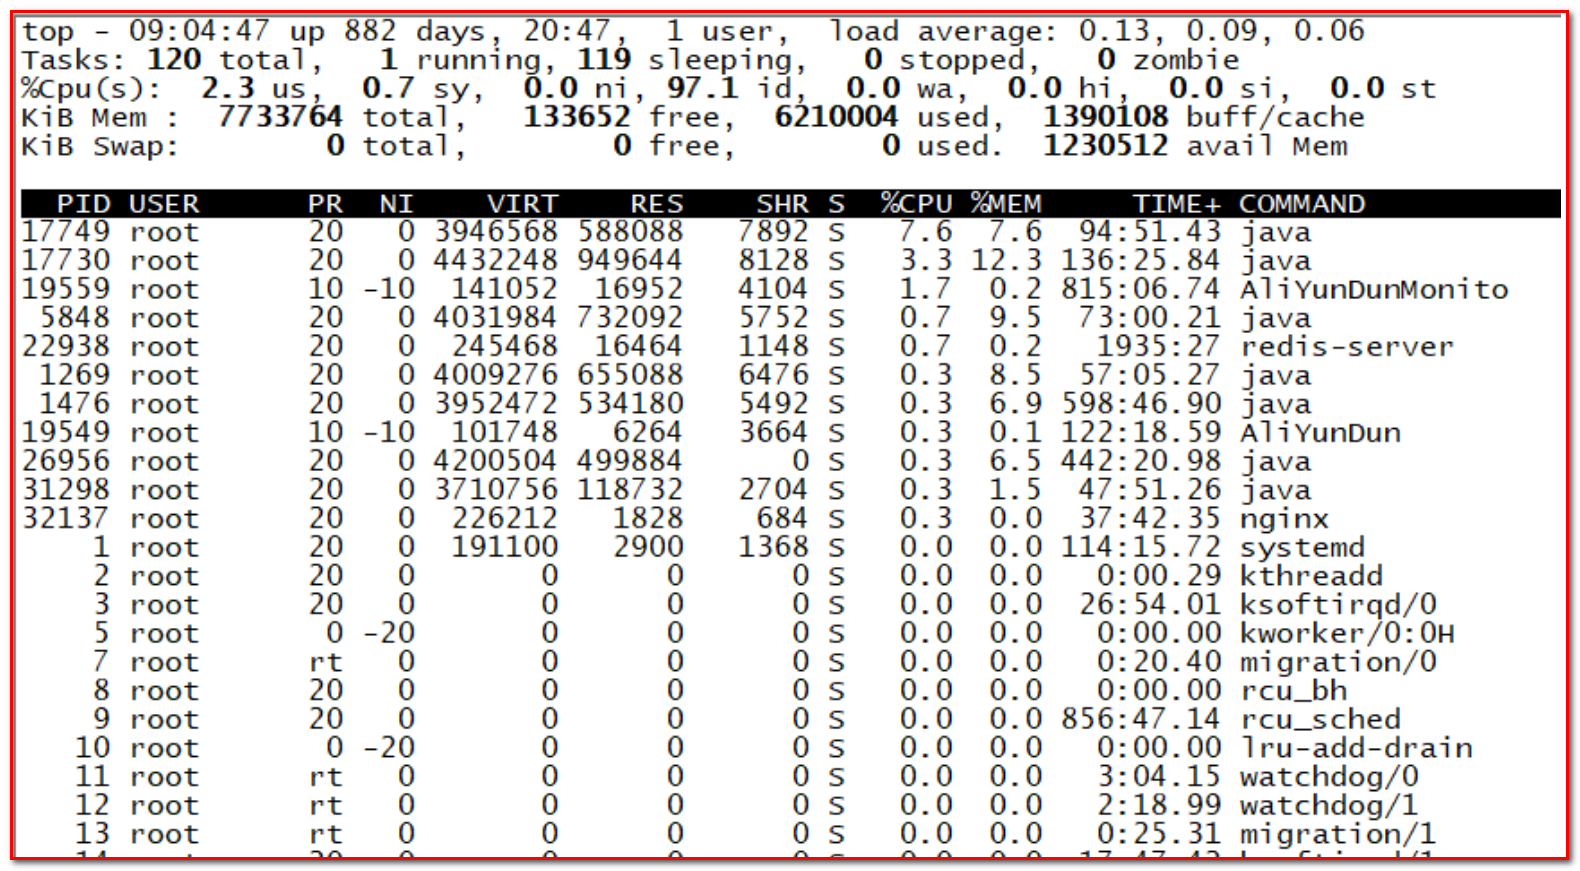 top - 09:04:47 up 882 days, 20:47,  1 user,  load average: 0.13, 0.09, 0.06
Tasks: 120 total,   1 running, 119 sleeping,   0 stopped,   0 zombie
%Cpu(s):  2.3 us,  0.7 sy,  0.0 ni, 97.1 id,  0.0 wa,  0.0 hi,  0.0 si,  0.0 st
KiB Mem :  7733764 total,   133652 free,  6210004 used,  1390108 buff/cache
KiB Swap:        0 total,        0 free,        0 used.  1230512 avail Mem
  PID USER      PR  NI    VIRT    RES    SHR S  %CPU %MEM     TIME+ COMMAND
17749 root      20   0 3946568 588088   7892 S   7.6  7.6  94:51.43 java
17730 root      20   0 4432248 949644   8128 S   3.3 12.3 136:25.84 java
19559 root      10 -10  141052  16952   4104 S   1.7  0.2 815:06.74 AliYunDunMonito
 5848 root      20   0 4031984 732092   5752 S   0.7  9.5  73:00.21 java
22938 root      20   0  245468  16464   1148 S   0.7  0.2   1935:27 redis-server
 1269 root      20   0 4009276 655088   6476 S   0.3  8.5  57:05.27 java
 1476 root      20   0 3952472 534180   5492 S   0.3  6.9 598:46.90 java
19549 root      10 -10  101748   6264   3664 S   0.3  0.1 122:18.59 AliYunDun
26956 root      20   0 4200504 499884      0 S   0.3  6.5 442:20.98 java
31298 root      20   0 3710756 118732   2704 S   0.3  1.5  47:51.26 java
32137 root      20   0  226212   1828    684 S   0.3  0.0  37:42.35 nginx
    1 root      20   0  191100   2900   1368 S   0.0  0.0 114:15.72 systemd
    2 root      20   0       0      0      0 S   0.0  0.0   0:00.29 kthreadd
    3 root      20   0       0      0      0 S   0.0  0.0  26:54.01 ksoftirqd/0
    5 root       0 -20       0      0      0 S   0.0  0.0   0:00.00 kworker/0:0H
    7 root      rt   0       0      0      0 S   0.0  0.0   0:20.40 migration/0
    8 root      20   0       0      0      0 S   0.0  0.0   0:00.00 rcu_bh
    9 root      20   0       0      0      0 S   0.0  0.0 856:47.14 rcu_sched
   10 root       0 -20       0      0      0 S   0.0  0.0   0:00.00 lru-add-drain
   11 root      rt   0       0      0      0 S   0.0  0.0   3:04.15 watchdog/0
   12 root      rt   0       0      0      0 S   0.0  0.0   2:18.99 watchdog/1
   13 root      rt   0       0      0      0 S   0.0  0.0   0:25.31 migration/1